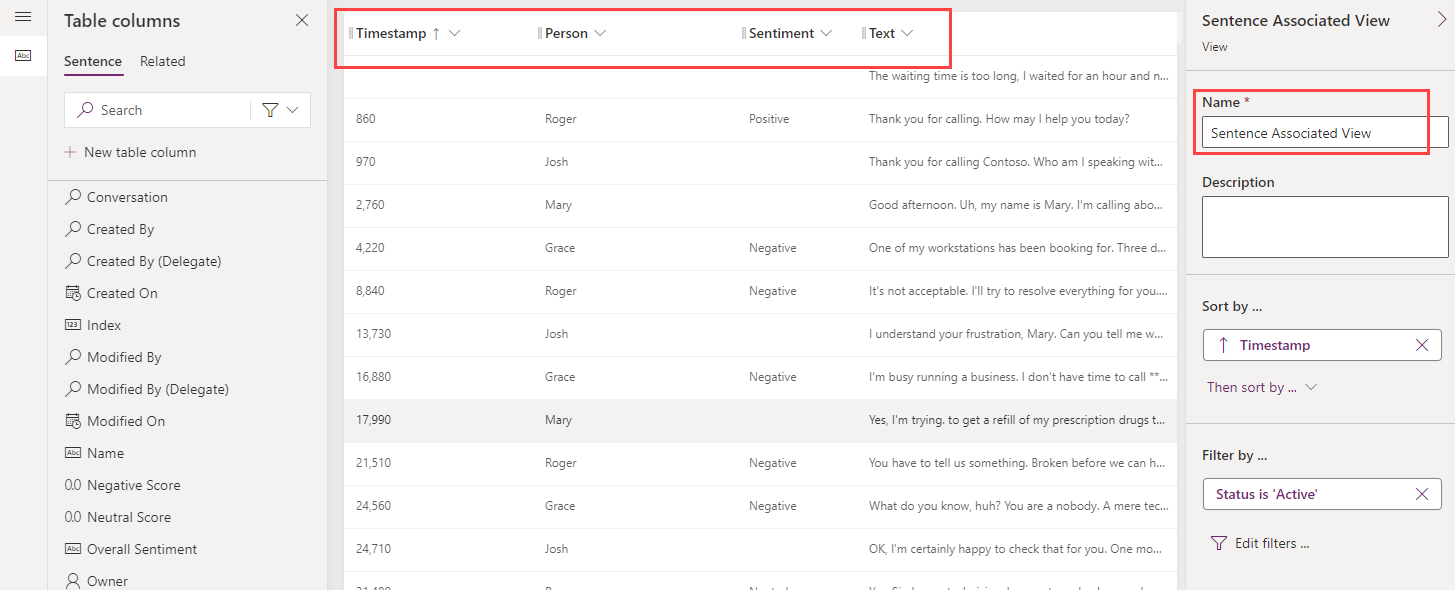 Table columns
Sentence Related
Search
New table column
Conversation
Created By
Created By (Delegate)
Created On
Index
Modified By
Modified By (Delegate)
Modified On
Name
Negative Score
Neutral Score
Overall Sentiment
Owner
Timestamp Person Sentiment Text
The waiting time is too long, I waited for an hour and n...
860 Roger Positive Thank you for calling. How may I help you today?
970 Josh Thank you for calling Contoso. Who am I speaking wit...
2,760 Mary Good afternoon. Uh, my name is Mary. I'm calling abo...
4,220 Grace Negative One of my workstations has been booking for. Three d...
8,840 Roger Negative It's not acceptable. I'll try to resolve everything for you....
13,730 Josh I understand your frustration, Mary. Can you tell me w...
16,880 Grace Negative I'm busy running a business. I don't have time to call **...
17,990 Mary Yes, I'm trying. to get a refill of my prescription drugs t...
21,510 Roger Negative You have to tell us something. Broken before we can h...
24,560 Grace Negative What do you know, huh? You are a nobody. A mere tec...
24,710 Josh OK, I'm certainly happy to check that for you. One mo...
Sentence Associated View
View
Name *
Sentence Associated View
Description
Sort by ...
Timestamp
Then sort by ...
Filter by ...
Status is 'Active'
Edit filters ...